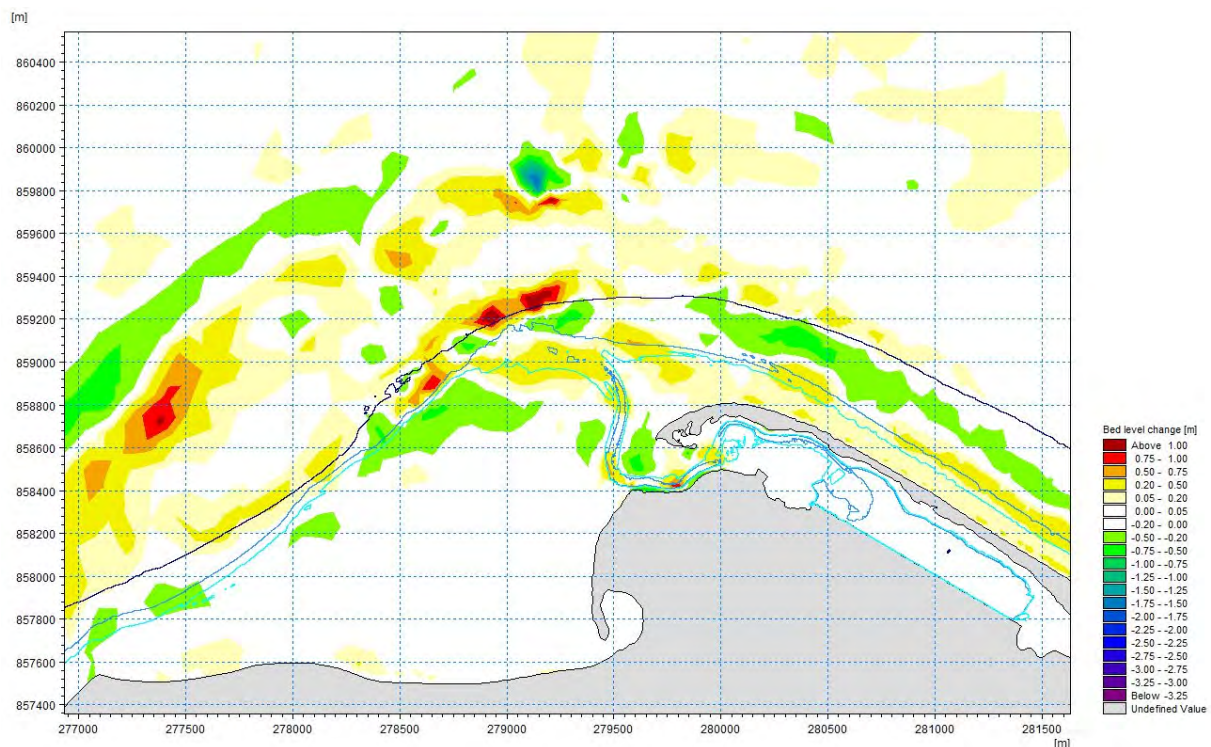 [m]
860400
860200
860000
859800
859600
859400
859200
859000
858800
858600
858400
858200
858000
857800
857600
857400
277000 277500 278000 278500 279000 279500 280000 280500 281000 281500
[m]
Bed level change [m]
Above 1.00
0.75 - 1.00
0.50 - 0.75
0.20 - 0.50
0.05 - 0.20
0.00 - 0.05
-0.20 - 0.00
-0.50 - -0.20
-0.75 - -0.50
-1.00 - -0.75
-1.25 - -1.00
-1.50 - -1.25
-1.75 - -1.50
-2.00 - -1.75
-2.25 - -2.00
-2.50 - -2.25
-2.75 - -2.50
-3.00 - -2.75
-3.25 - -3.00
Below -3.25
Undefined Value